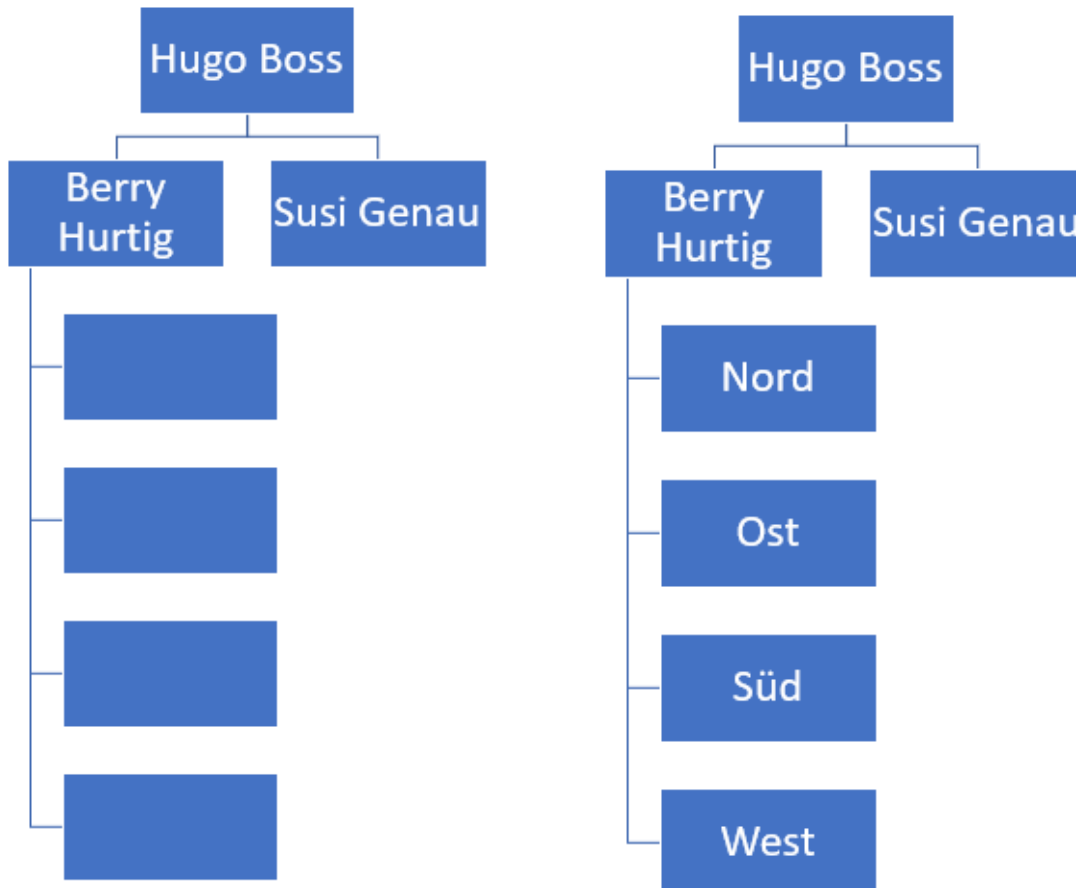 Hugo Boss
Berry
Hurtig
Susi Genau
Hugo Boss
Berry
Hurtig
Susi Genau
Nord
Ost
Süd
West